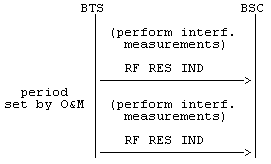 BTS BSC
(perform interf.
measurements)
RF RES IND
period
set by O&M
(perform interf.
measurements)
RF RES IND